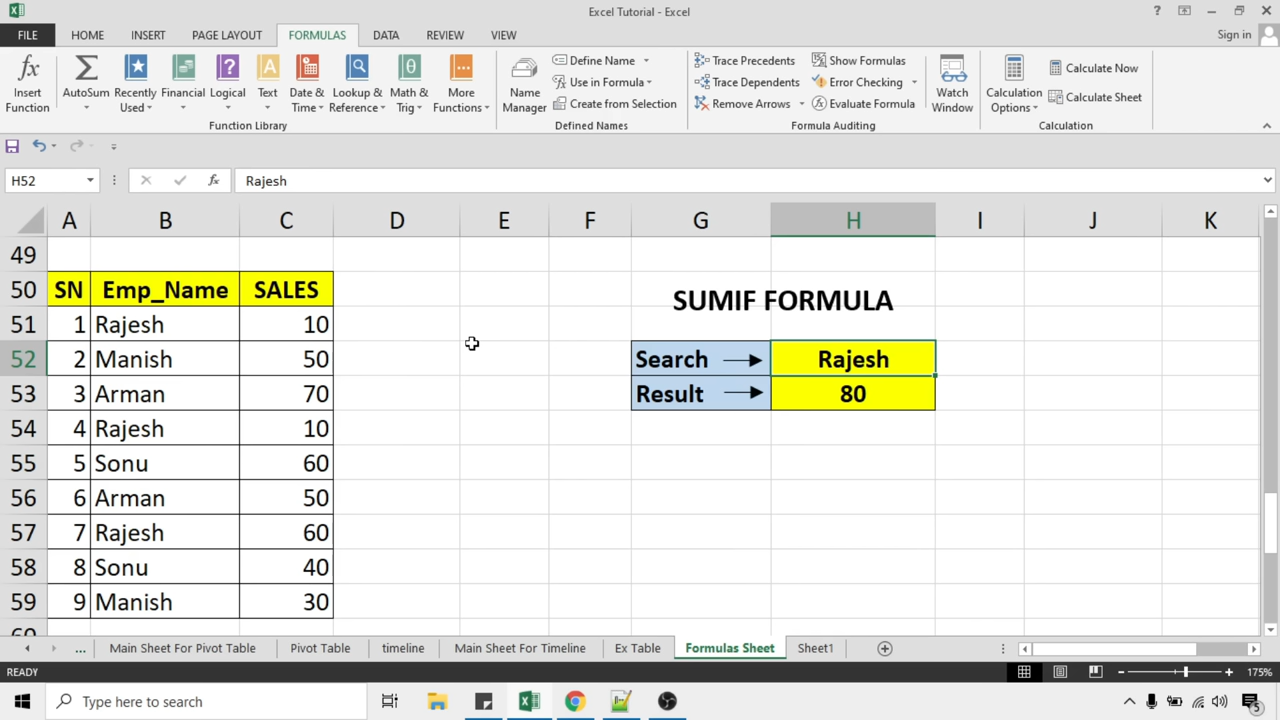 Excel Tutorial - Excel
?
Sign in
FILE HOME INSERT PAGE LAYOUT FORMULAS DATA REVIEW VIEW
Insert Function
AutoSum
Recently Used
Financial
Logical
Text
Date & Time
Lookup & Reference
Math & Trig
More Functions
Function Library
Name Manager
Define Name
Use in Formula
Create from Selection
Defined Names
Trace Precedents
Trace Dependents
Remove Arrows
Show Formulas
Error Checking
Evaluate Formula
Formula Auditing
Watch Window
Calculation Options
Calculate Now
Calculate Sheet
Calculation
H52 fx Rajesh
A B C D E F G H I J K
49
50 SN Emp_Name SALES SUMIF FORMULA
51 1 Rajesh 10
52 2 Manish 50 Search Rajesh
53 3 Arman 70 Result 80
54 4 Rajesh 10
55 5 Sonu 60
56 6 Arman 50
57 7 Rajesh 60
58 8 Sonu 40
59 9 Manish 30
60
... Main Sheet For Pivot Table Pivot Table timeline Main Sheet For Timeline Ex Table Formulas Sheet Sheet1
READY 175%
Type here to search 5